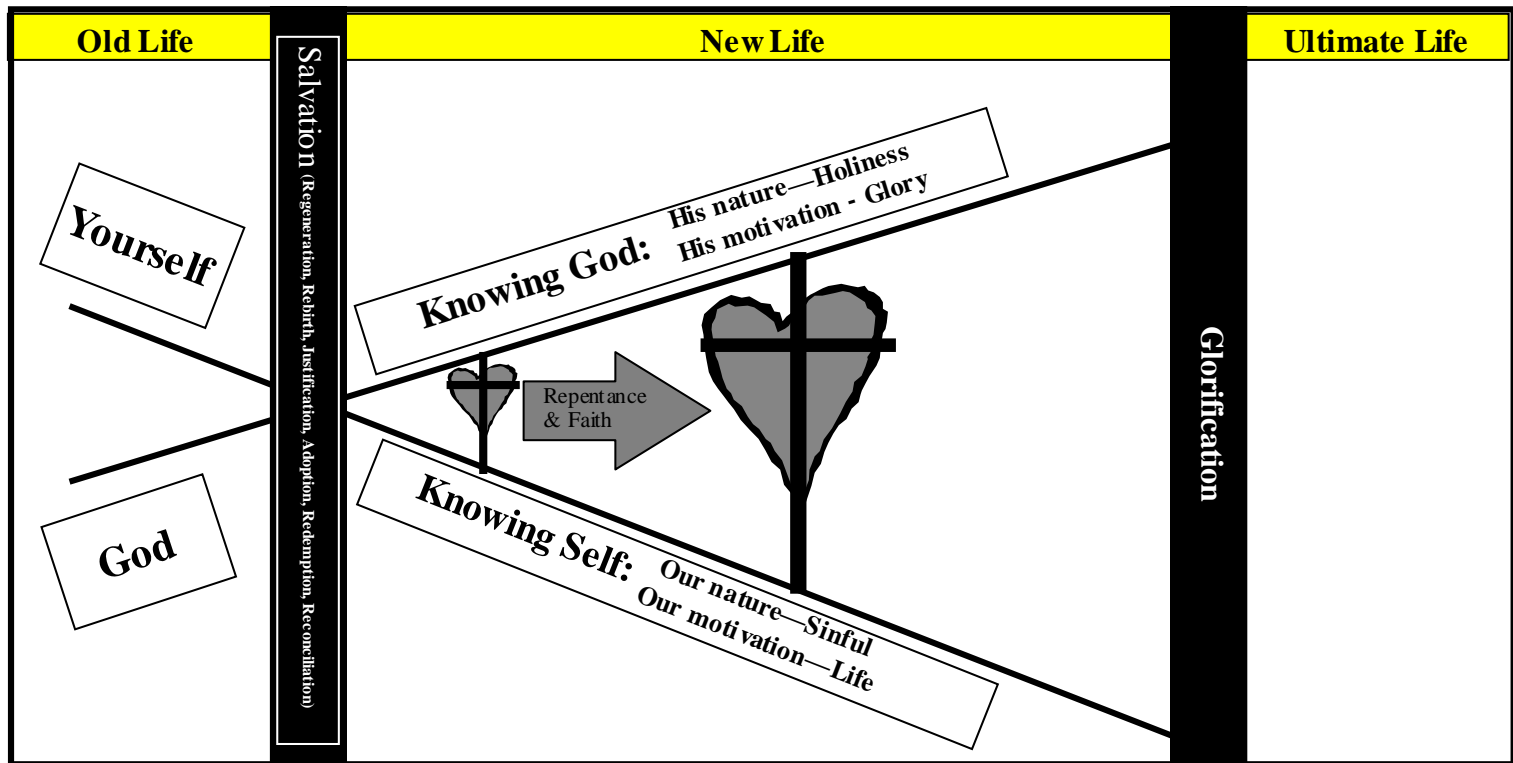 Old Life
New Life
Ultimate Life
Yourself
God
Salvation (Regeneration, Rebirth, Justification, Adoption, Redemption, Reconciliation)
Knowing God:
His nature—Holiness
His motivation - Glory
Repentance
& Faith
Knowing Self:
Our nature—Sinful
Our motivation—Life
Glorification